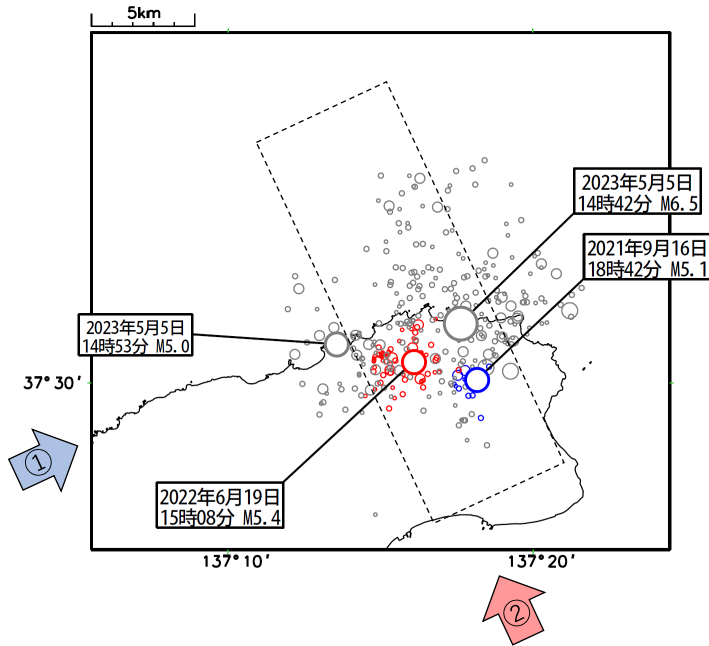 5km
2023年5月5日
14時42分 M6.5
2021年9月16日
18時42分 M5.1
2023年5月5日
14時53分 M5.0
37°30′
①
2022年6月19日
15時08分 M5.4
137°10′
137°20′
②